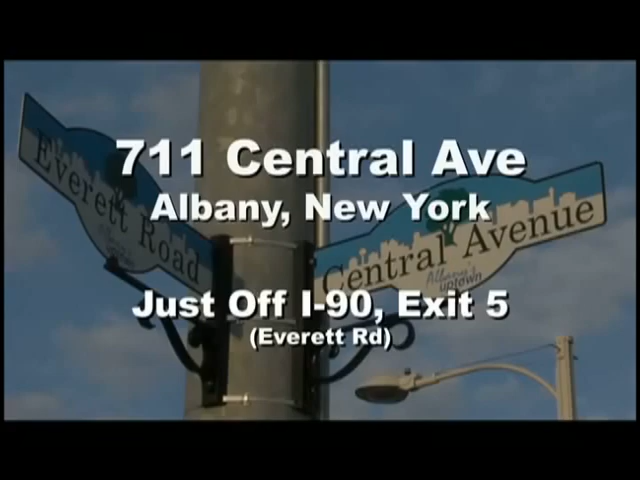 711 Central Ave
Albany, New York
Everett Road
Central Avenue
Albany's
uptown
Just Off I-90, Exit 5
(Everett Rd)